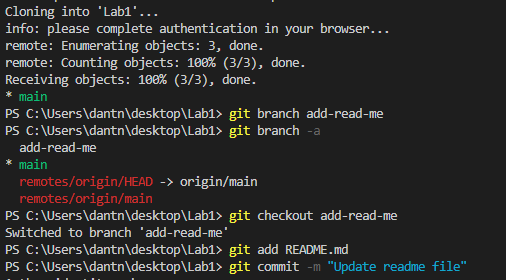 Cloning into 'Lab1'...
info: please complete authentication in your browser...
remote: Enumerating objects: 3, done.
remote: Counting objects: 100% (3/3), done.
Receiving objects: 100% (3/3), done.
* main
PS C:\Users\dantn\desktop\Lab1> git branch add-read-me
PS C:\Users\dantn\desktop\Lab1> git branch -a
  add-read-me
* main
  remotes/origin/HEAD -> origin/main
  remotes/origin/main
PS C:\Users\dantn\desktop\Lab1> git checkout add-read-me
Switched to branch 'add-read-me'
PS C:\Users\dantn\desktop\Lab1> git add README.md
PS C:\Users\dantn\desktop\Lab1> git commit -m "Update readme file"